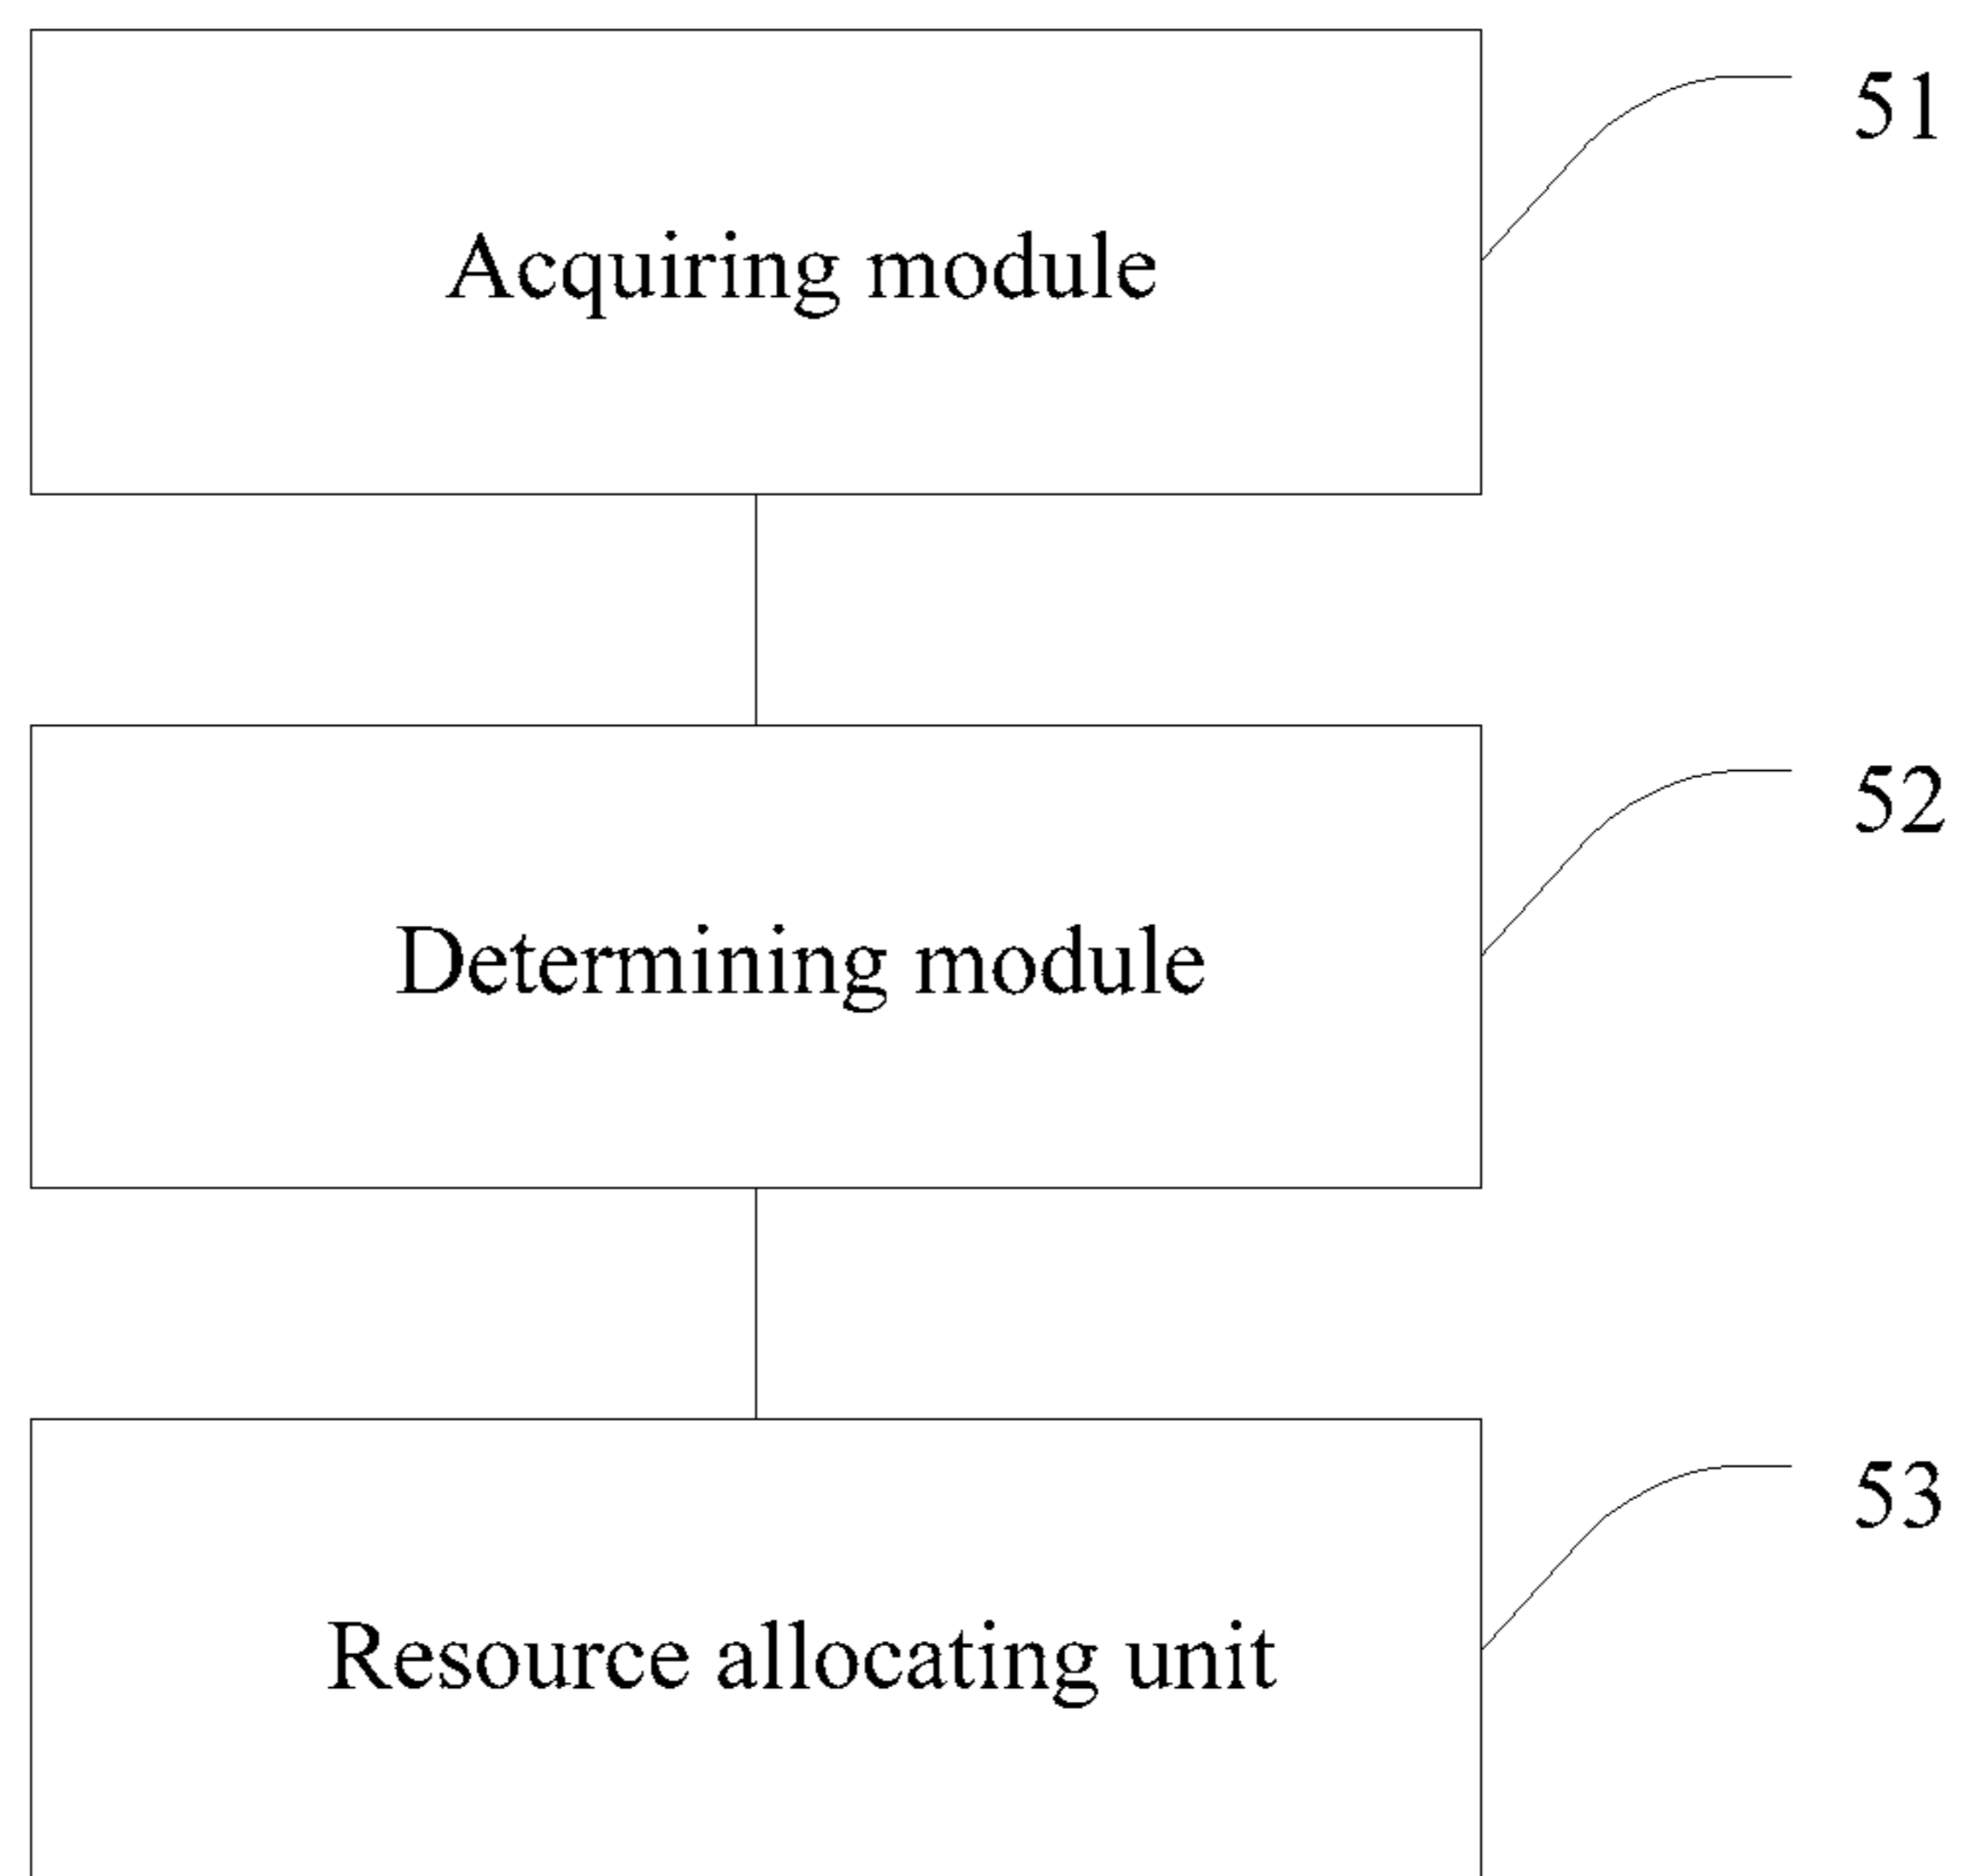 Acquiring module
51
Determining module
52
Resource allocating unit
53